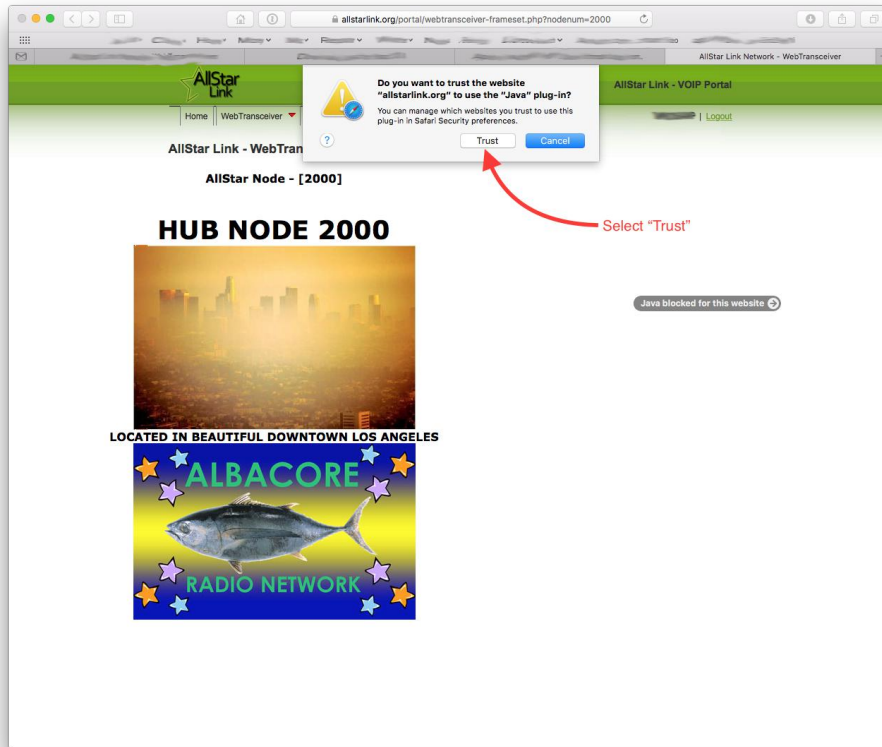 allstarlink.org/portal/webtransceiver-frameset.php?nodenum=2000
AllStar Link Network - WebTransceiver
AllStar
Link
Do you want to trust the website
"allstarlink.org" to use the "Java" plug-in?
You can manage which websites you trust to use this
plug-in in Safari Security preferences.
?
Trust
Cancel
AllStar Link - VOIP Portal
Home
WebTransceiver
| Logout
AllStar Link - WebTran
AllStar Node - [2000]
Select “Trust”
HUB NODE 2000
Java blocked for this website
LOCATED IN BEAUTIFUL DOWNTOWN LOS ANGELES
ALBACORE
RADIO NETWORK